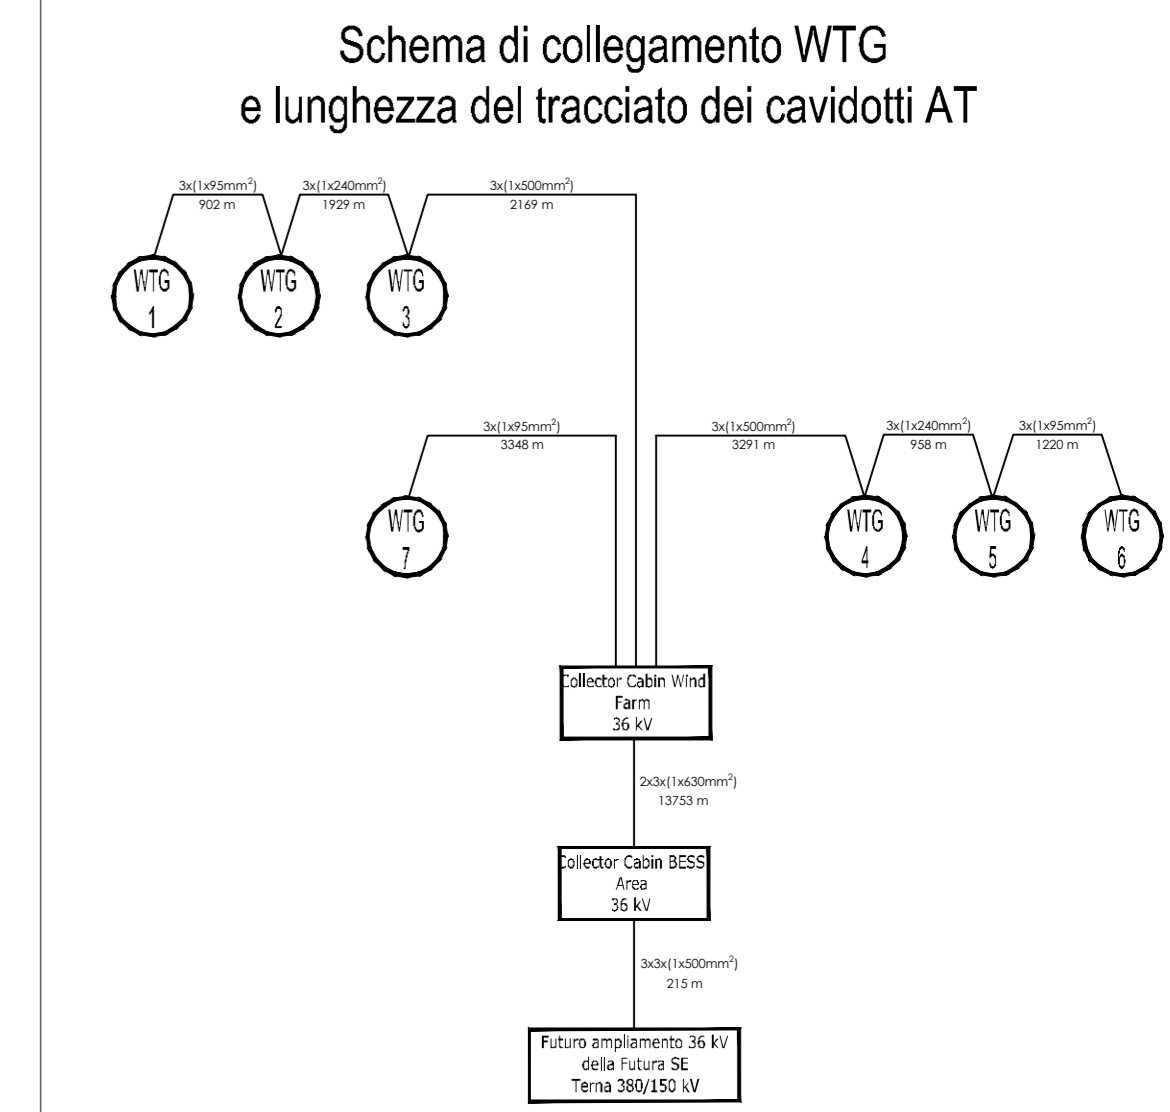 Schema di collegamento WTG
e lunghezza del tracciato dei cavidotti AT
3x(1x95mm²)
902 m
3x(1x240mm²)
1929 m
3x(1x500mm²)
2169 m
WTG
1
WTG
2
WTG
3
3x(1x95mm²)
3348 m
3x(1x500mm²)
3291 m
3x(1x240mm²)
958 m
3x(1x95mm²)
1220 m
WTG
7
WTG
4
WTG
5
WTG
6
Collector Cabin Wind
Farm
36 kV
2x3x(1x630mm²)
13753 m
Collector Cabin BESS
Area
36 kV
3x3x(1x500mm²)
215 m
Futuro ampliamento 36 kV
della Futura SE
Terna 380/150 kV